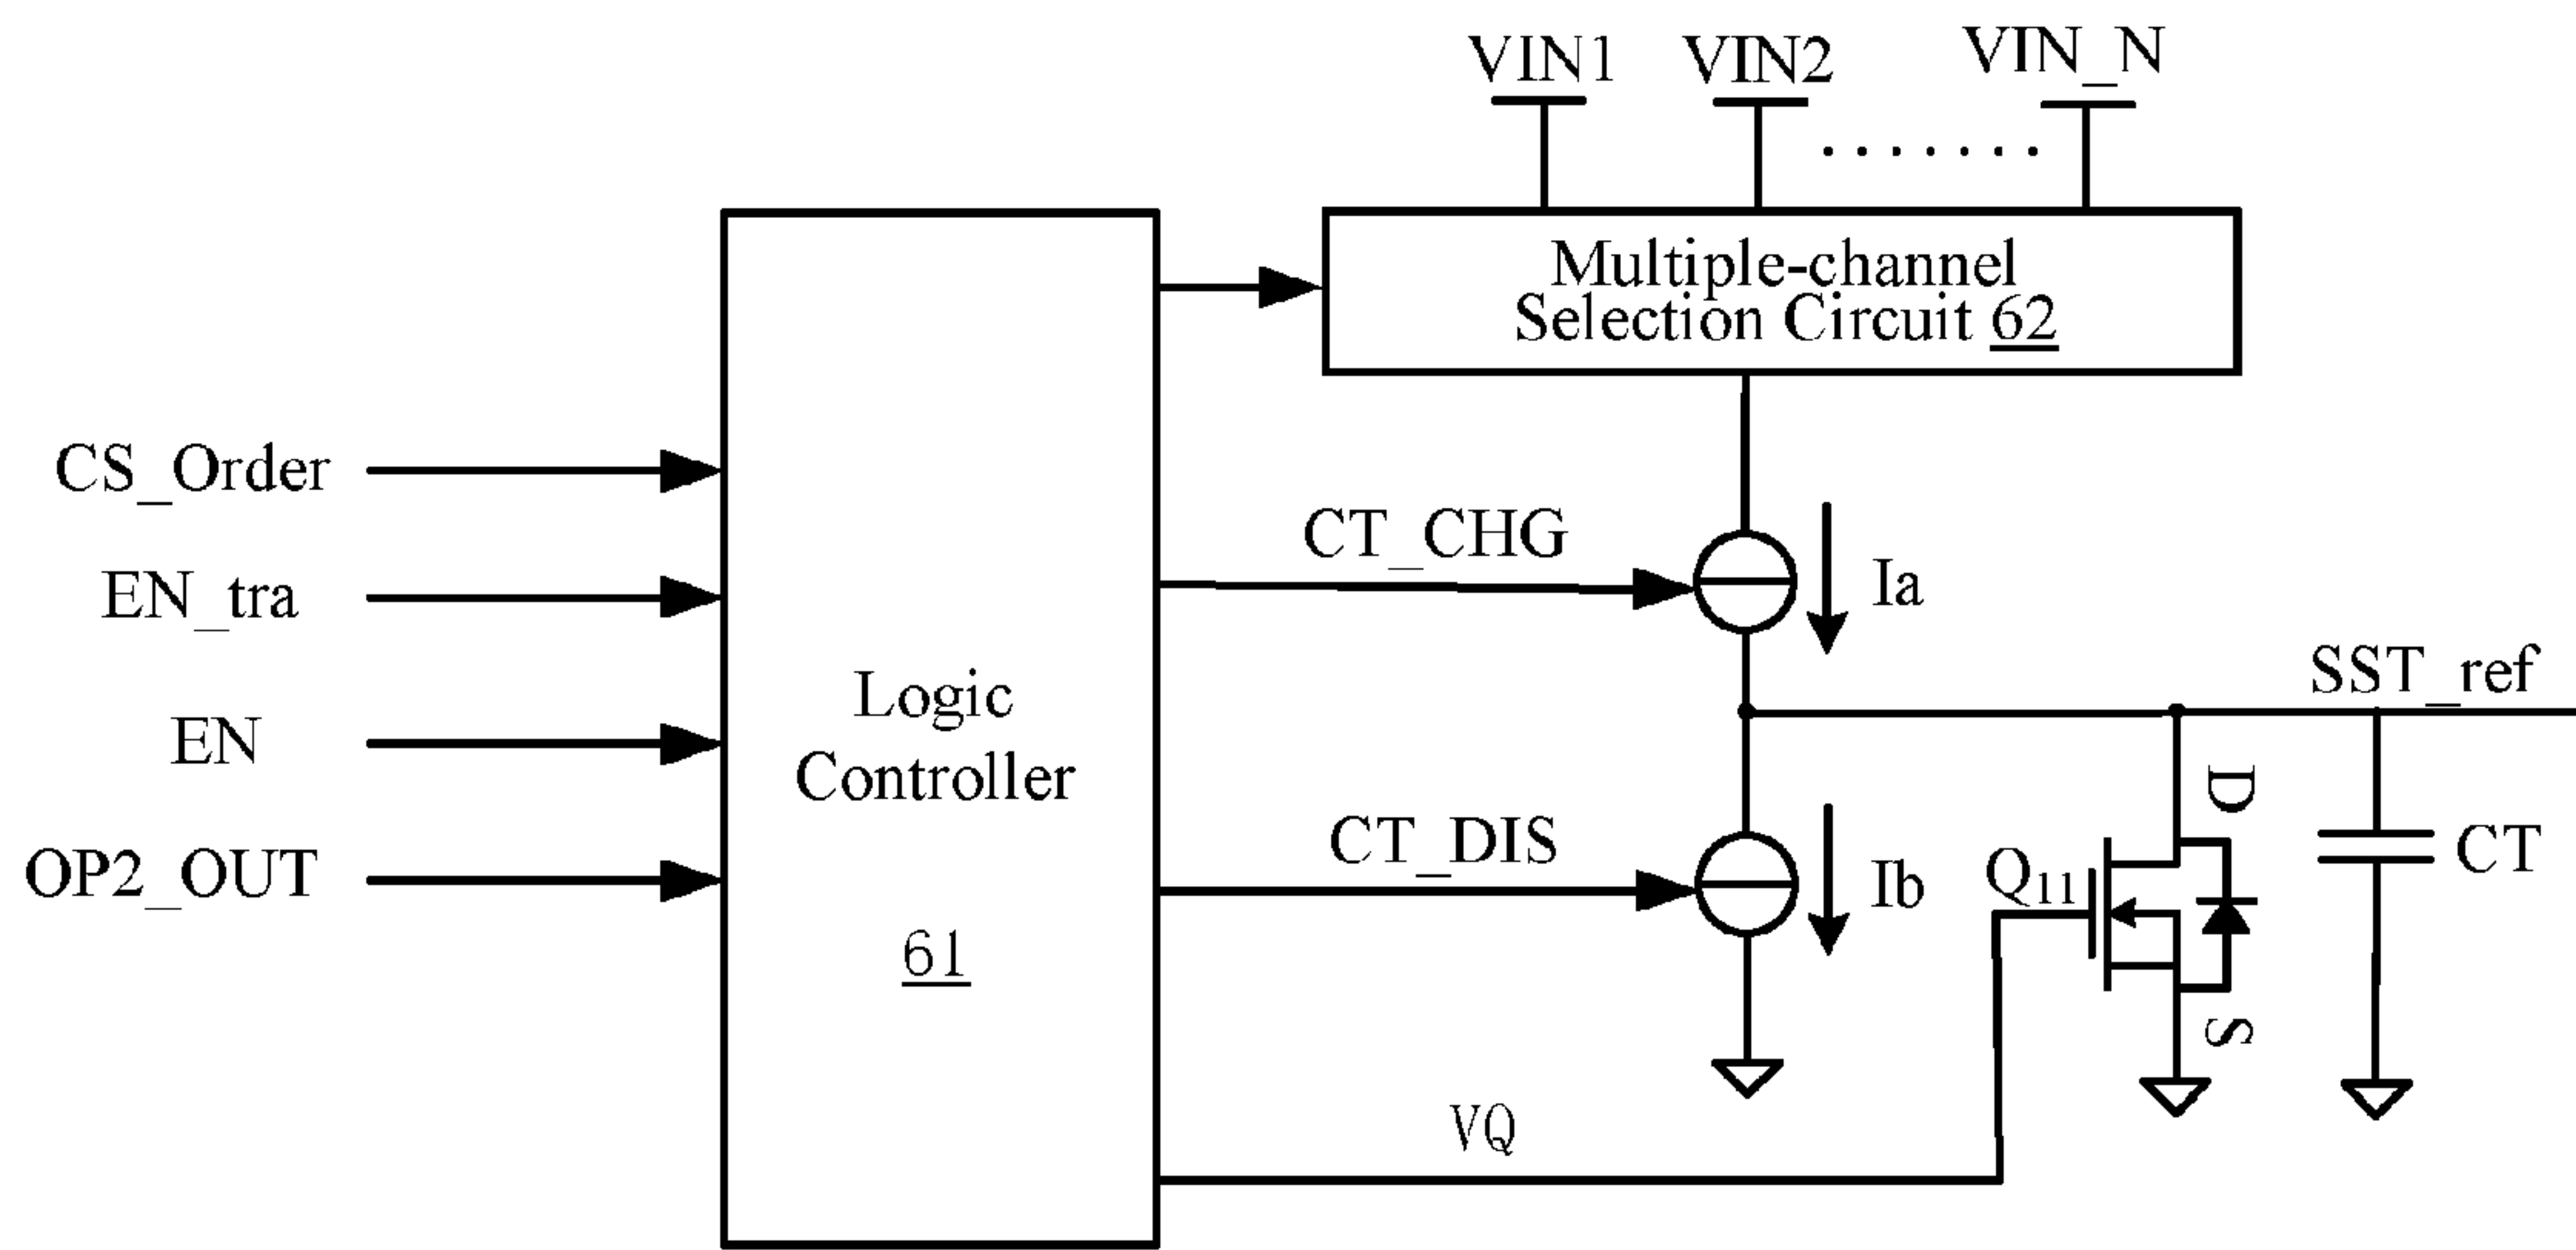 VIN1
VIN2
VIN_N
.......
Multiple-channel
Selection Circuit 62
CS_Order
EN_tra
EN
OP2_OUT
Logic
Controller
61
CT_CHG
Ia
SST_ref
CT_DIS
Ib
D
Q11
CT
S
VQ